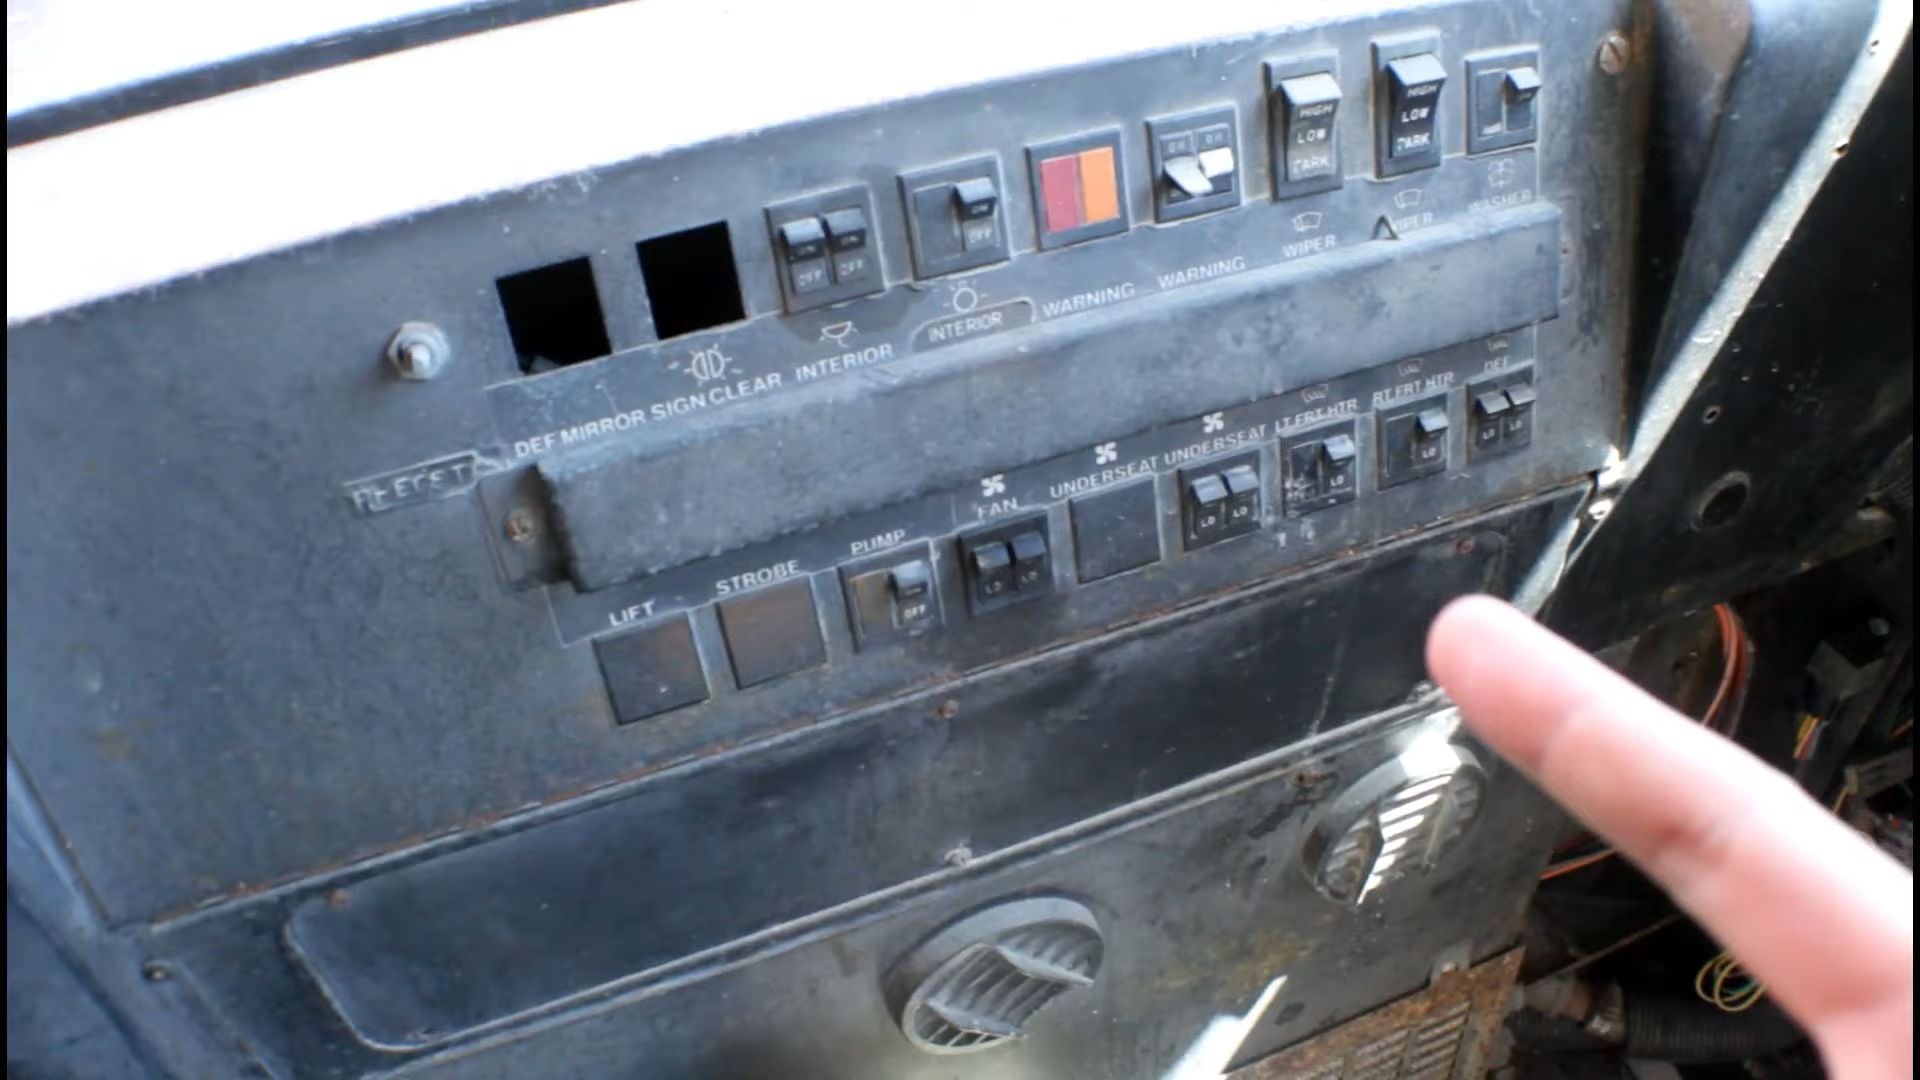 HIGH HIGH
LOW LOW
PARK PARK
ON ON
ON
OFF
OFF OFF
DEF MIRROR SIGN CLEAR INTERIOR INTERIOR WARNING WARNING WIPER WIPER WASHER
LIFT STROBE PUMP FAN UNDERSEAT UNDERSEAT LT FRT HTR RT FRT HTR DEF
OFF LO LO LO LO LO LO LO LO